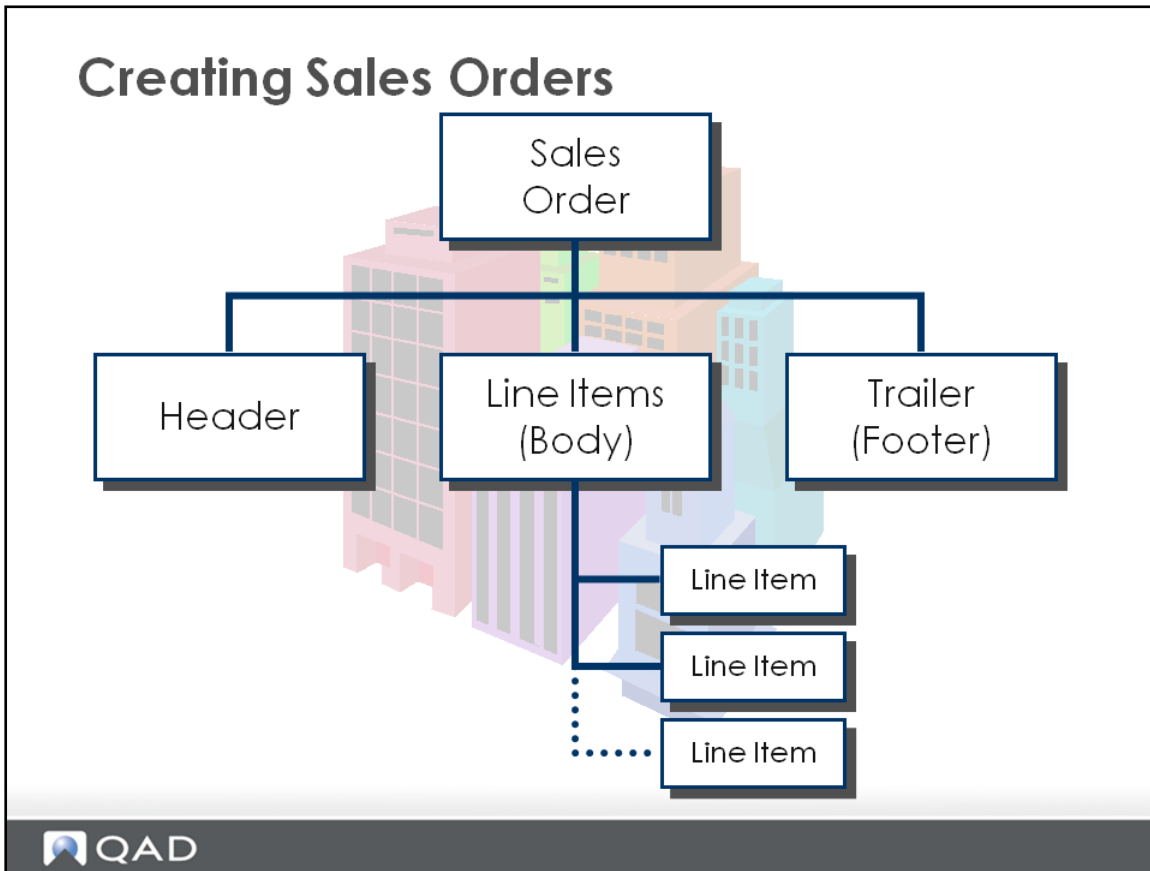 Creating Sales Orders
Sales
Order
Header
Line Items
(Body)
Trailer
(Footer)
Line Item
Line Item
Line Item
QAD